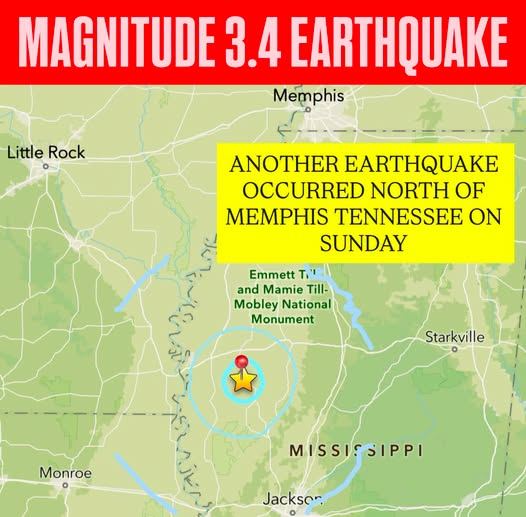 MAGNITUDE 3.4 EARTHQUAKE
Memphis
Little Rock
ANOTHER EARTHQUAKE
OCCURRED NORTH OF
MEMPHIS TENNESSEE ON
SUNDAY
Emmett Till
and Mamie Till-
Mobley National
Monument
Starkville
MISSISSIPPI
Monroe
Jackson